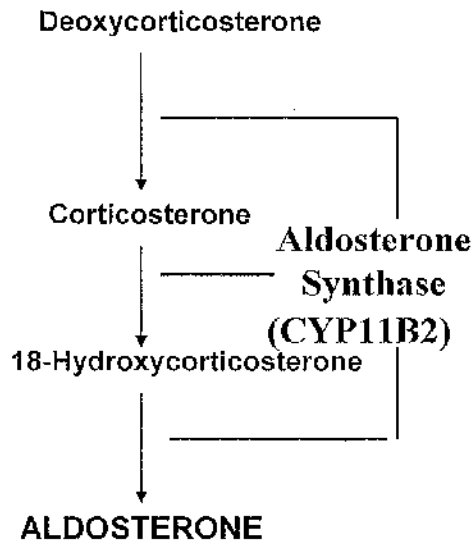 Deoxycorticosterone
Corticosterone
Aldosterone
Synthase
(CYP11B2)
18-Hydroxycorticosterone
ALDOSTERONE